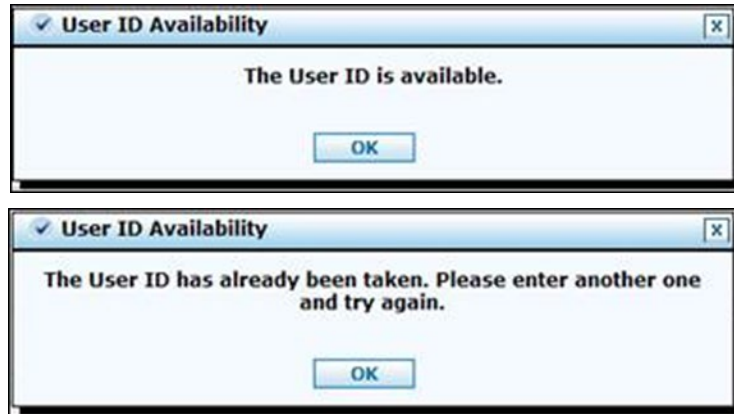 User ID Availability
X
The User ID is available.
OK
User ID Availability
X
The User ID has already been taken. Please enter another one
and try again.
OK